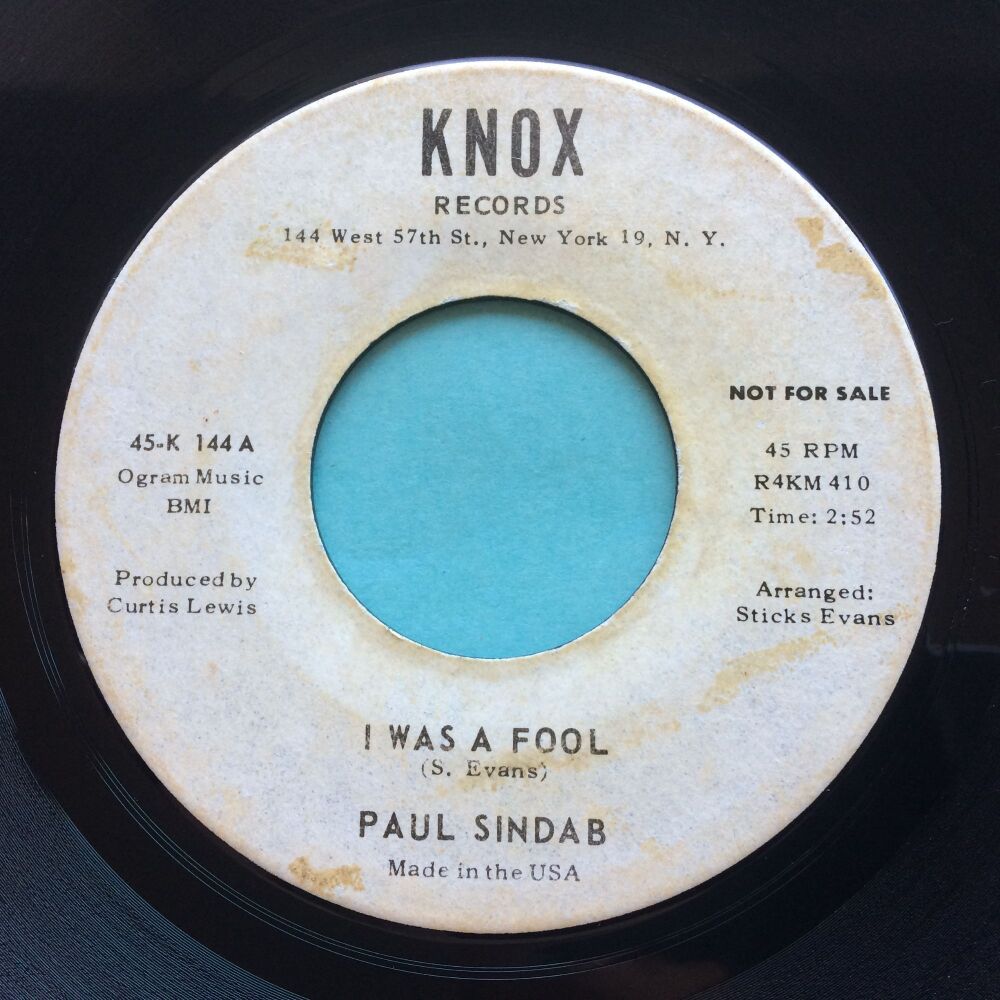 KNOX
RECORDS
144 West 57th St., New York 19, N. Y.
NOT FOR SALE
45-K 144 A
Ogram Music
BMI
45 RPM
R4KM 410
Time: 2:52
Produced by
Curtis Lewis
Arranged:
Sticks Evans
I WAS A FOOL
(S. Evans)
PAUL SINDAB
Made in the USA